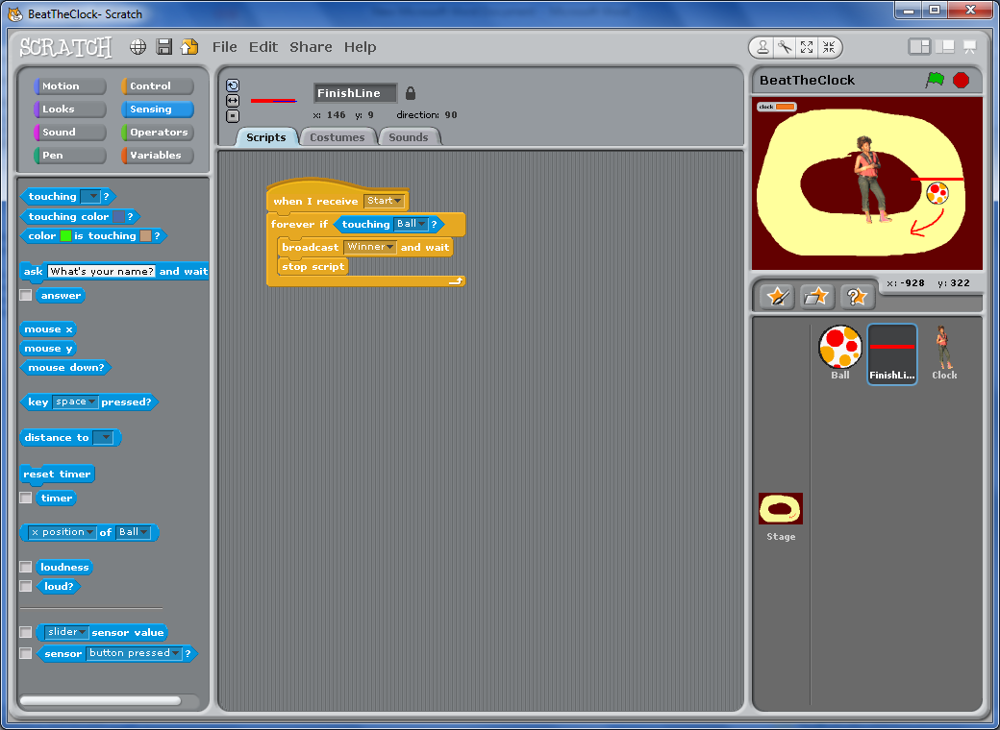 BeatTheClock- Scratch
SCRATCH File Edit Share Help
Motion Control
Looks Sensing
Sound Operators
Pen Variables
touching ?
touching color ?
color is touching ?
ask What's your name? and wait
answer
mouse x
mouse y
mouse down?
key space pressed?
distance to
reset timer
timer
x position of Ball
loudness
loud?
slider sensor value
sensor button pressed ?
FinishLine
x: 146 y: 9 direction: 90
Scripts Costumes Sounds
when I receive Start
forever if touching Ball ?
broadcast Winner and wait
stop script
BeatTheClock
clock
x: -928 y: 322
Ball FinishLi... Clock
Stage